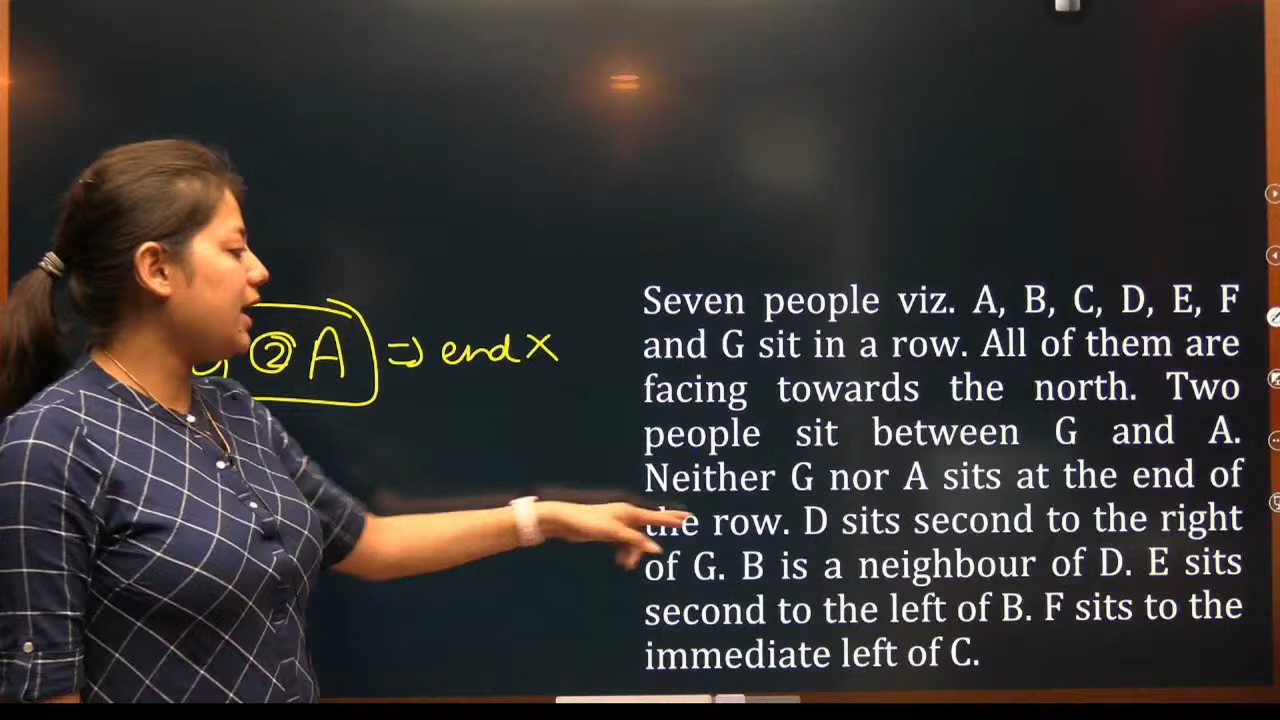 ② A ⇒ end ×
Seven people viz. A, B, C, D, E, F
and G sit in a row. All of them are
facing towards the north. Two
people sit between G and A.
Neither G nor A sits at the end of
the row. D sits second to the right
of G. B is a neighbour of D. E sits
second to the left of B. F sits to the
immediate left of C.